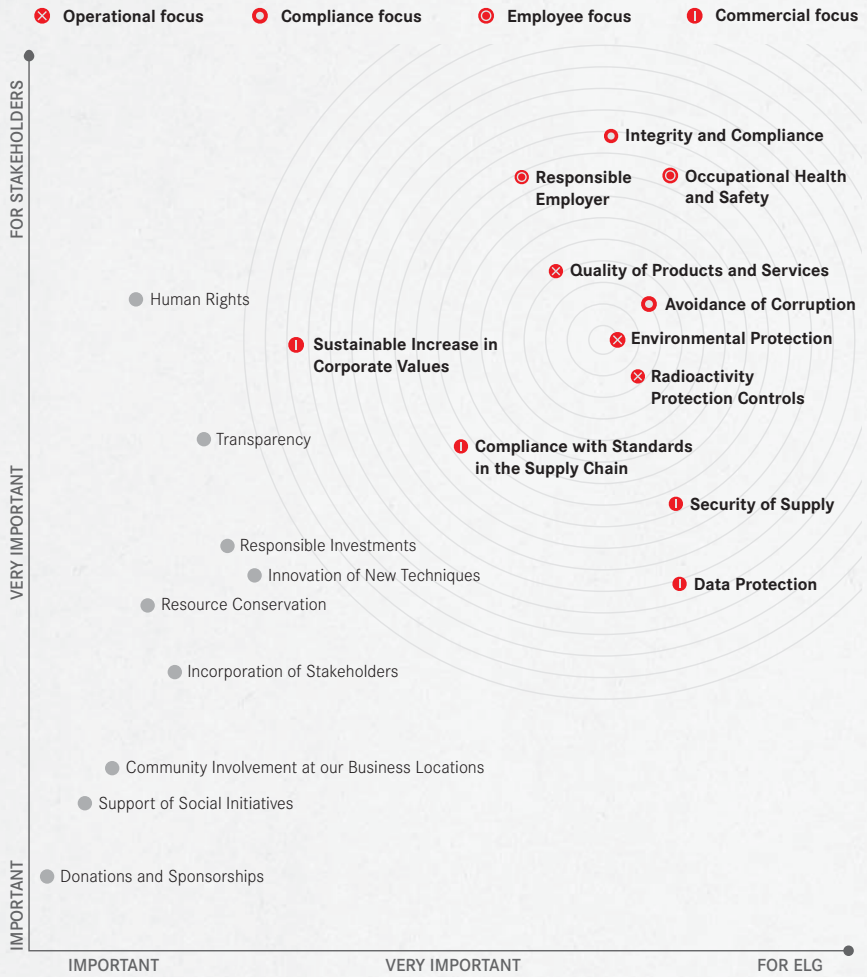 Operational focus
Compliance focus
Employee focus
Commercial focus
FOR STAKEHOLDERS
VERY IMPORTANT
IMPORTANT
Integrity and Compliance
Responsible
Employer
Occupational Health
and Safety
Quality of Products and Services
Human Rights
Avoidance of Corruption
Environmental Protection
Sustainable Increase in
Corporate Values
Radioactivity
Protection Controls
Transparency
Compliance with Standards
in the Supply Chain
Security of Supply
Responsible Investments
Innovation of New Techniques
Data Protection
Resource Conservation
Incorporation of Stakeholders
Community Involvement at our Business Locations
Support of Social Initiatives
Donations and Sponsorships
IMPORTANT
VERY IMPORTANT
FOR ELG